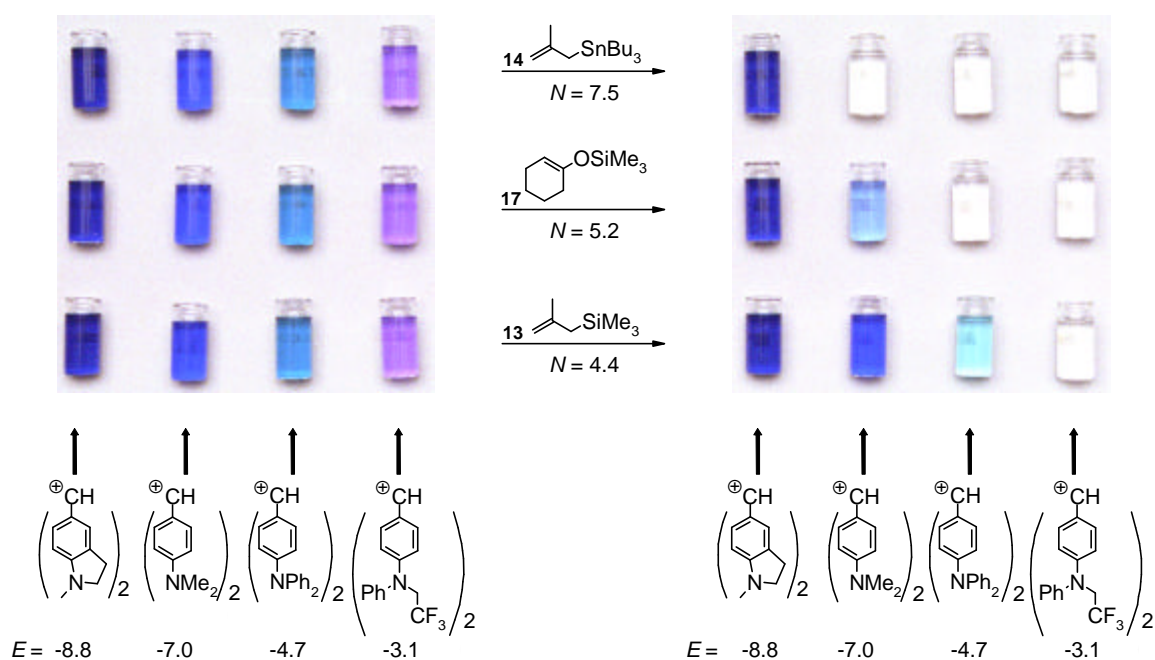 14 SnBu3
N = 7.5
OSiMe3
17
N = 5.2
13 SiMe3
N = 4.4
⊕ CH ⊕ CH ⊕ CH ⊕ CH
N 2 NMe2 2 NPh2 2 Ph N CF3 2
E = -8.8 -7.0 -4.7 -3.1
⊕ CH ⊕ CH ⊕ CH ⊕ CH
N 2 NMe2 2 NPh2 2 Ph N CF3 2
E = -8.8 -7.0 -4.7 -3.1